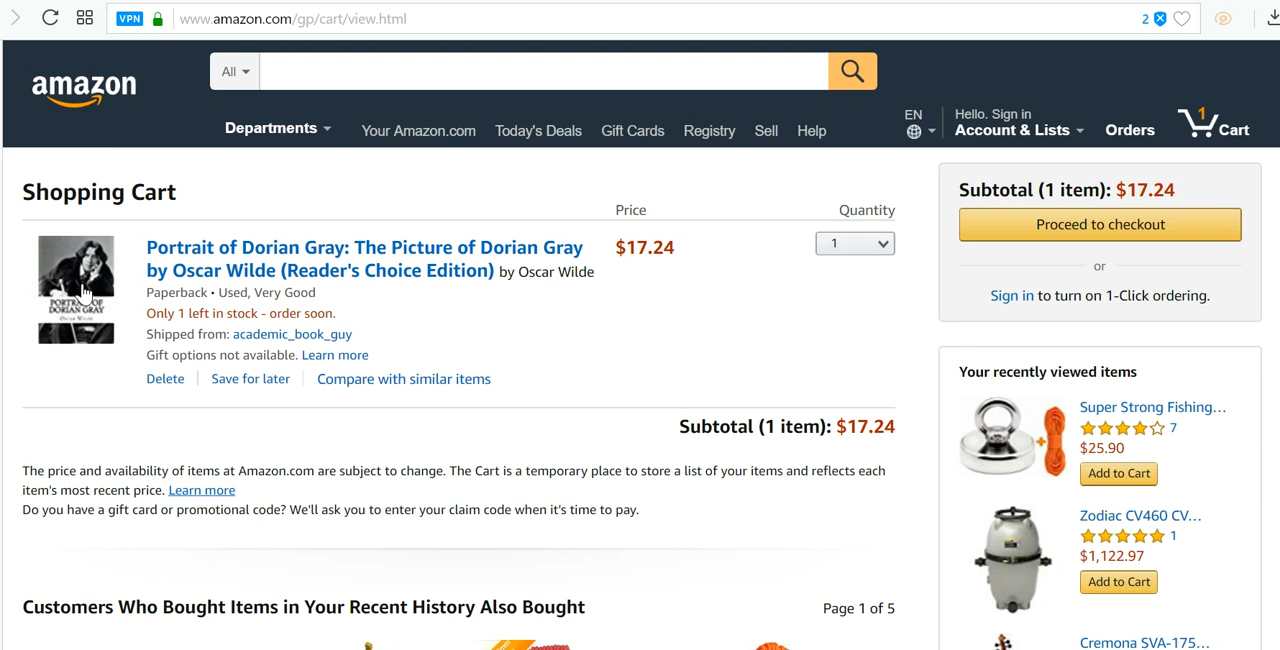 VPN
www.amazon.com/gp/cart/view.html
2
amazon
All
Departments
Your Amazon.com
Today's Deals
Gift Cards
Registry
Sell
Help
EN
Hello. Sign in
Account & Lists
Orders
1
Cart
Shopping Cart
Price
Quantity
PORTRAIT OF
DORIAN GRAY
OSCAR WILDE
Portrait of Dorian Gray: The Picture of Dorian Gray
by Oscar Wilde (Reader's Choice Edition) by Oscar Wilde
$17.24
1
Paperback • Used, Very Good
Only 1 left in stock - order soon.
Shipped from: academic_book_guy
Gift options not available. Learn more
Delete
Save for later
Compare with similar items
Subtotal (1 item): $17.24
The price and availability of items at Amazon.com are subject to change. The Cart is a temporary place to store a list of your items and reflects each
item's most recent price. Learn more
Do you have a gift card or promotional code? We'll ask you to enter your claim code when it's time to pay.
Customers Who Bought Items in Your Recent History Also Bought
Page 1 of 5
Subtotal (1 item): $17.24
Proceed to checkout
or
Sign in to turn on 1-Click ordering.
Your recently viewed items
Super Strong Fishing...
7
$25.90
Add to Cart
Zodiac CV460 CV...
1
$1,122.97
Add to Cart
Cremona SVA-175...